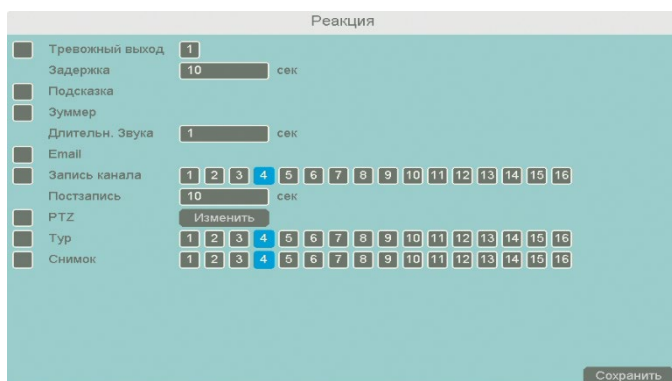 Реакция
Тревожный выход 1
Задержка 10 сек
Подсказка
Зуммер
Длительн. Звука 1 сек
Email
Запись канала 1 2 3 4 5 6 7 8 9 10 11 12 13 14 15 16
Постзапись 10 сек
PTZ Изменить
Тур 1 2 3 4 5 6 7 8 9 10 11 12 13 14 15 16
Снимок 1 2 3 4 5 6 7 8 9 10 11 12 13 14 15 16
Сохранить